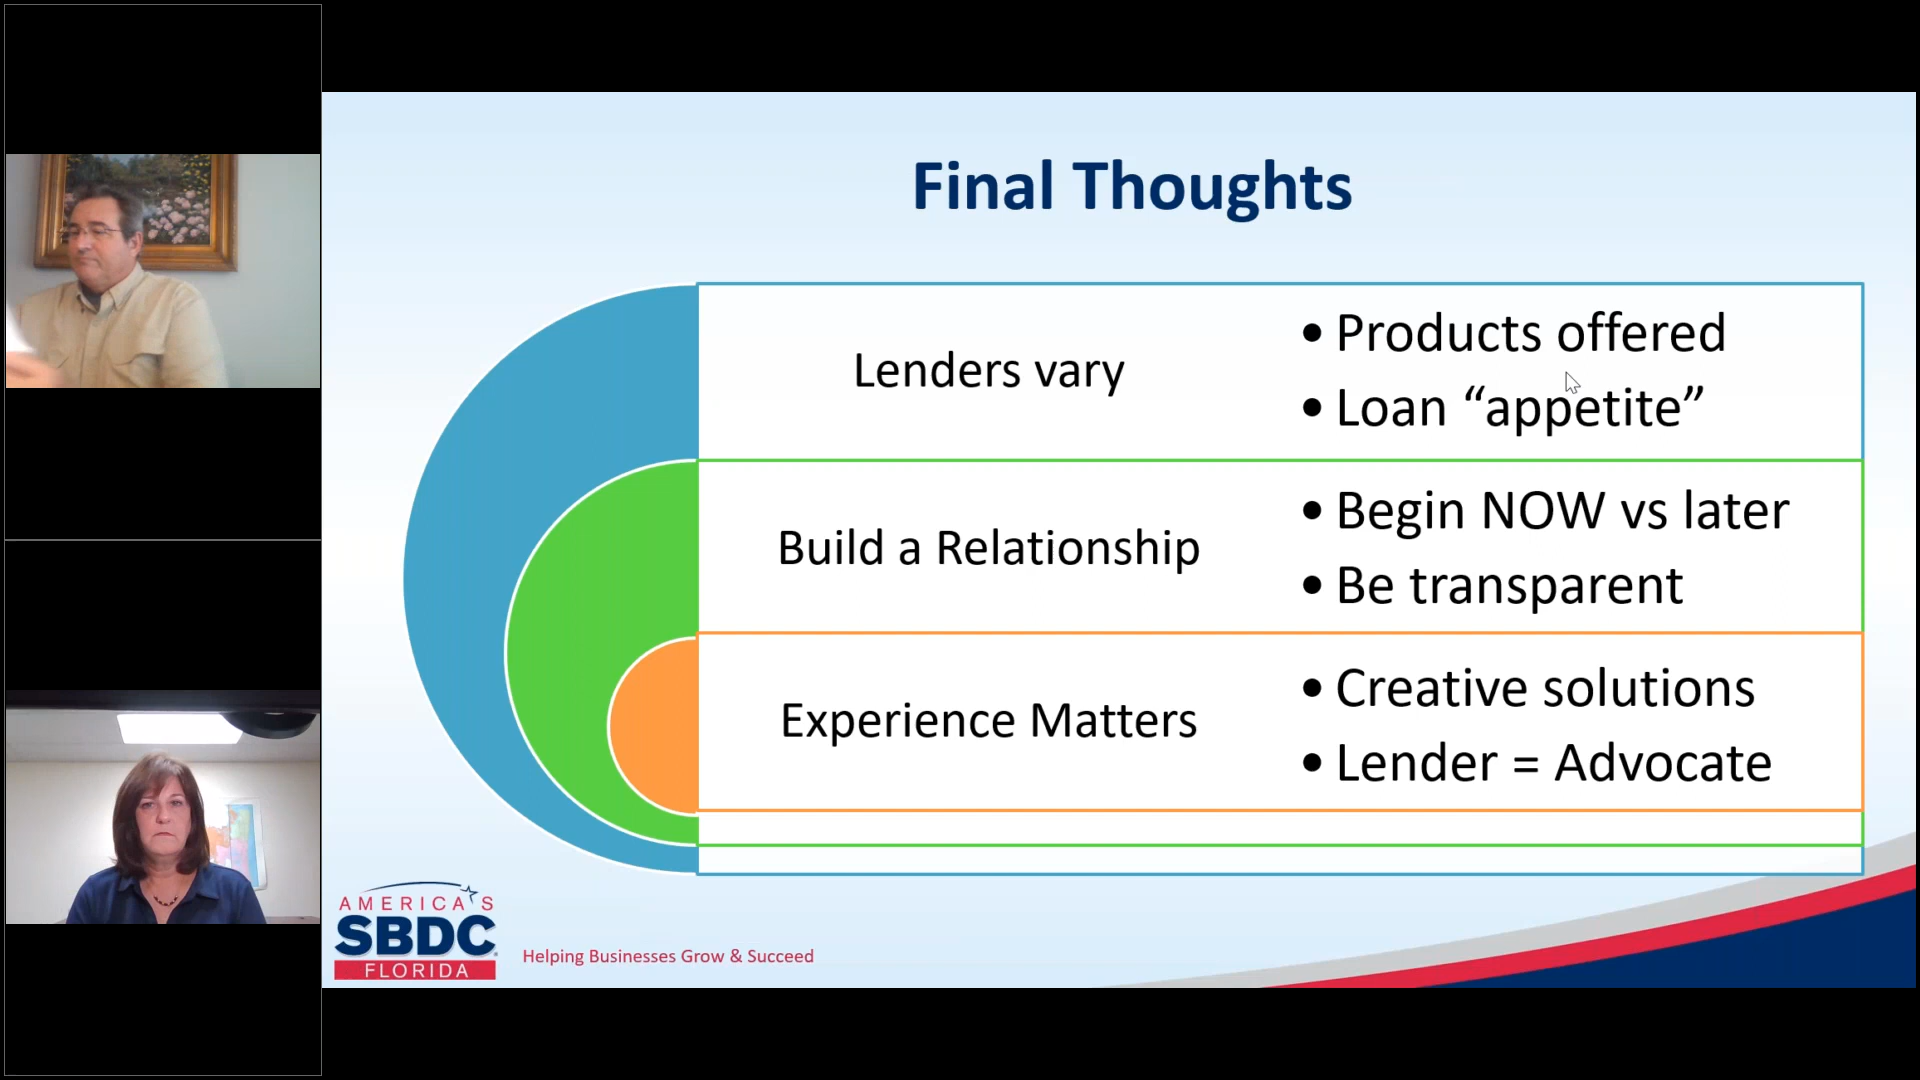 Final Thoughts
Lenders vary
• Products offered
• Loan “appetite”
Build a Relationship
• Begin NOW vs later
• Be transparent
Experience Matters
• Creative solutions
• Lender = Advocate
AMERICA'S
SBDC
FLORIDA
Helping Businesses Grow & Succeed